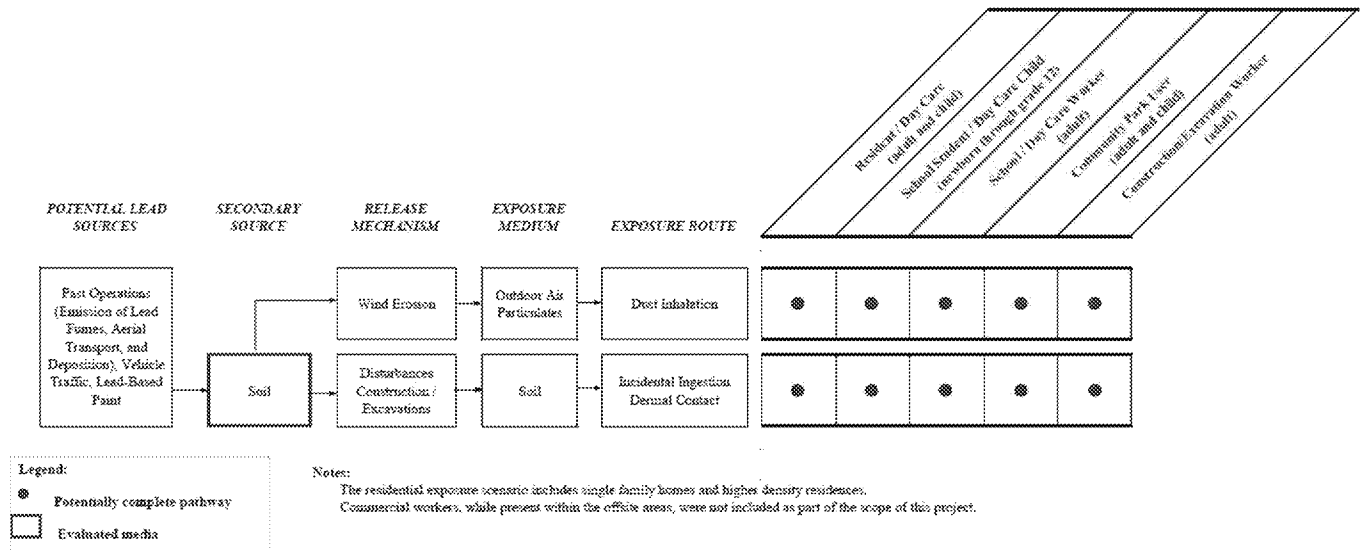 Resident / Day Care
(adult and child)
School Student / Day Care Child
(newborn through grade 12)
School / Day Care Worker
(adult)
Community Park User
(adult and child)
Construction/Excavation Worker
(adult)
POTENTIAL LEAD
SOURCES
SECONDARY
SOURCE
RELEASE
MECHANISM
EXPOSURE
MEDIUM
EXPOSURE ROUTE
Past Operations
(Emission of Lead
Fumes, Aerial
Transport, and
Deposition), Vehicle
Traffic, Lead-Based
Paint
Soil
Wind Erosion
Outdoor Air
Particulates
Dust Inhalation
Disturbances
Construction /
Excavations
Soil
Incidental Ingestion
Dermal Contact
Legend:
Potentially complete pathway
Evaluated media
Notes:
The residential exposure scenario includes single family homes and higher density residences.
Commercial workers, while present within the offsite areas, were not included as part of the scope of this project.